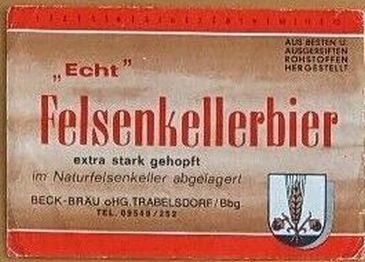 AUS BESTEN U.
AUSGEREIFTEN
ROHSTOFFEN
HERGESTELLT
„Echt"
Felsenkellerbier
extra stark gehopft
im Naturfelsenkeller abgelagert
BECK-BRÄU oHG, TRABELSDORF/Bbg.
TEL. 09549/252